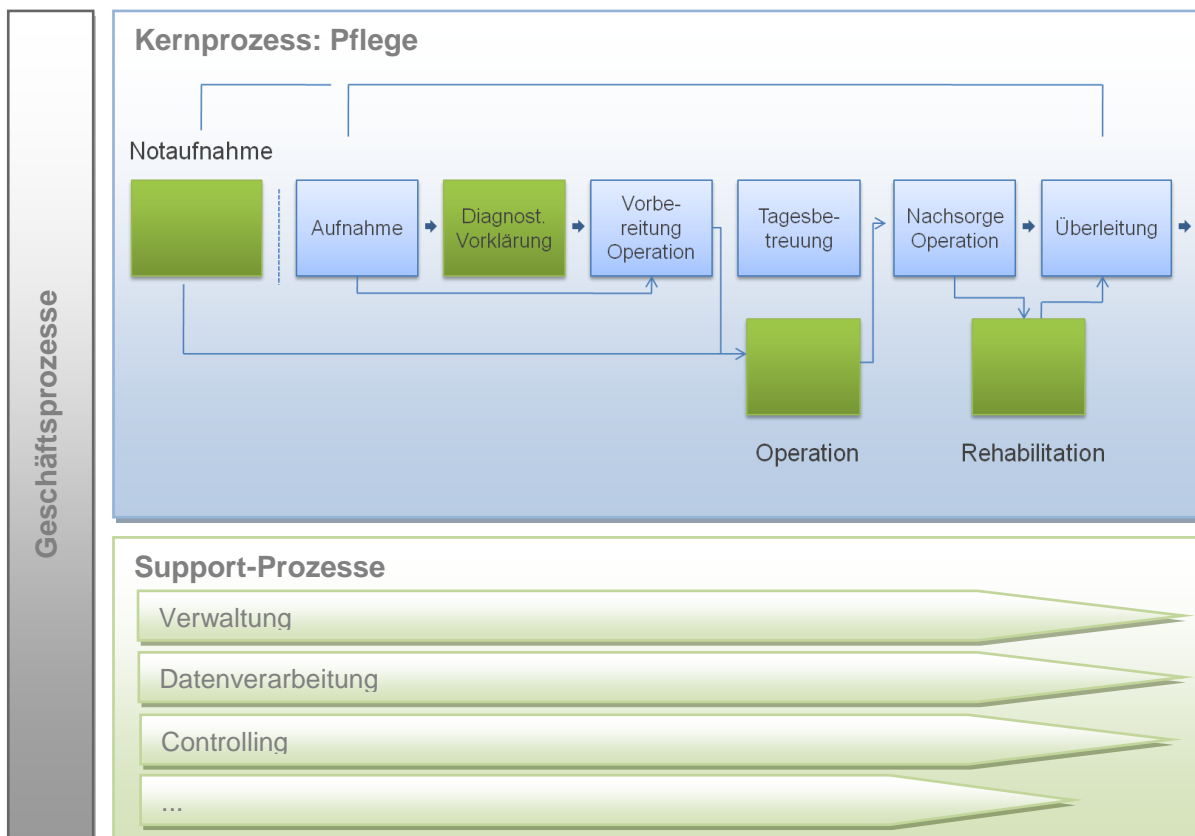 Geschäftsprozesse
Kernprozess: Pflege
Notaufnahme
Aufnahme
Diagnost.
Vorklärung
Vorbe-
reitung
Operation
Tagesbe-
treuung
Nachsorge
Operation
Überleitung
Operation
Rehabilitation
Support-Prozesse
Verwaltung
Datenverarbeitung
Controlling
...